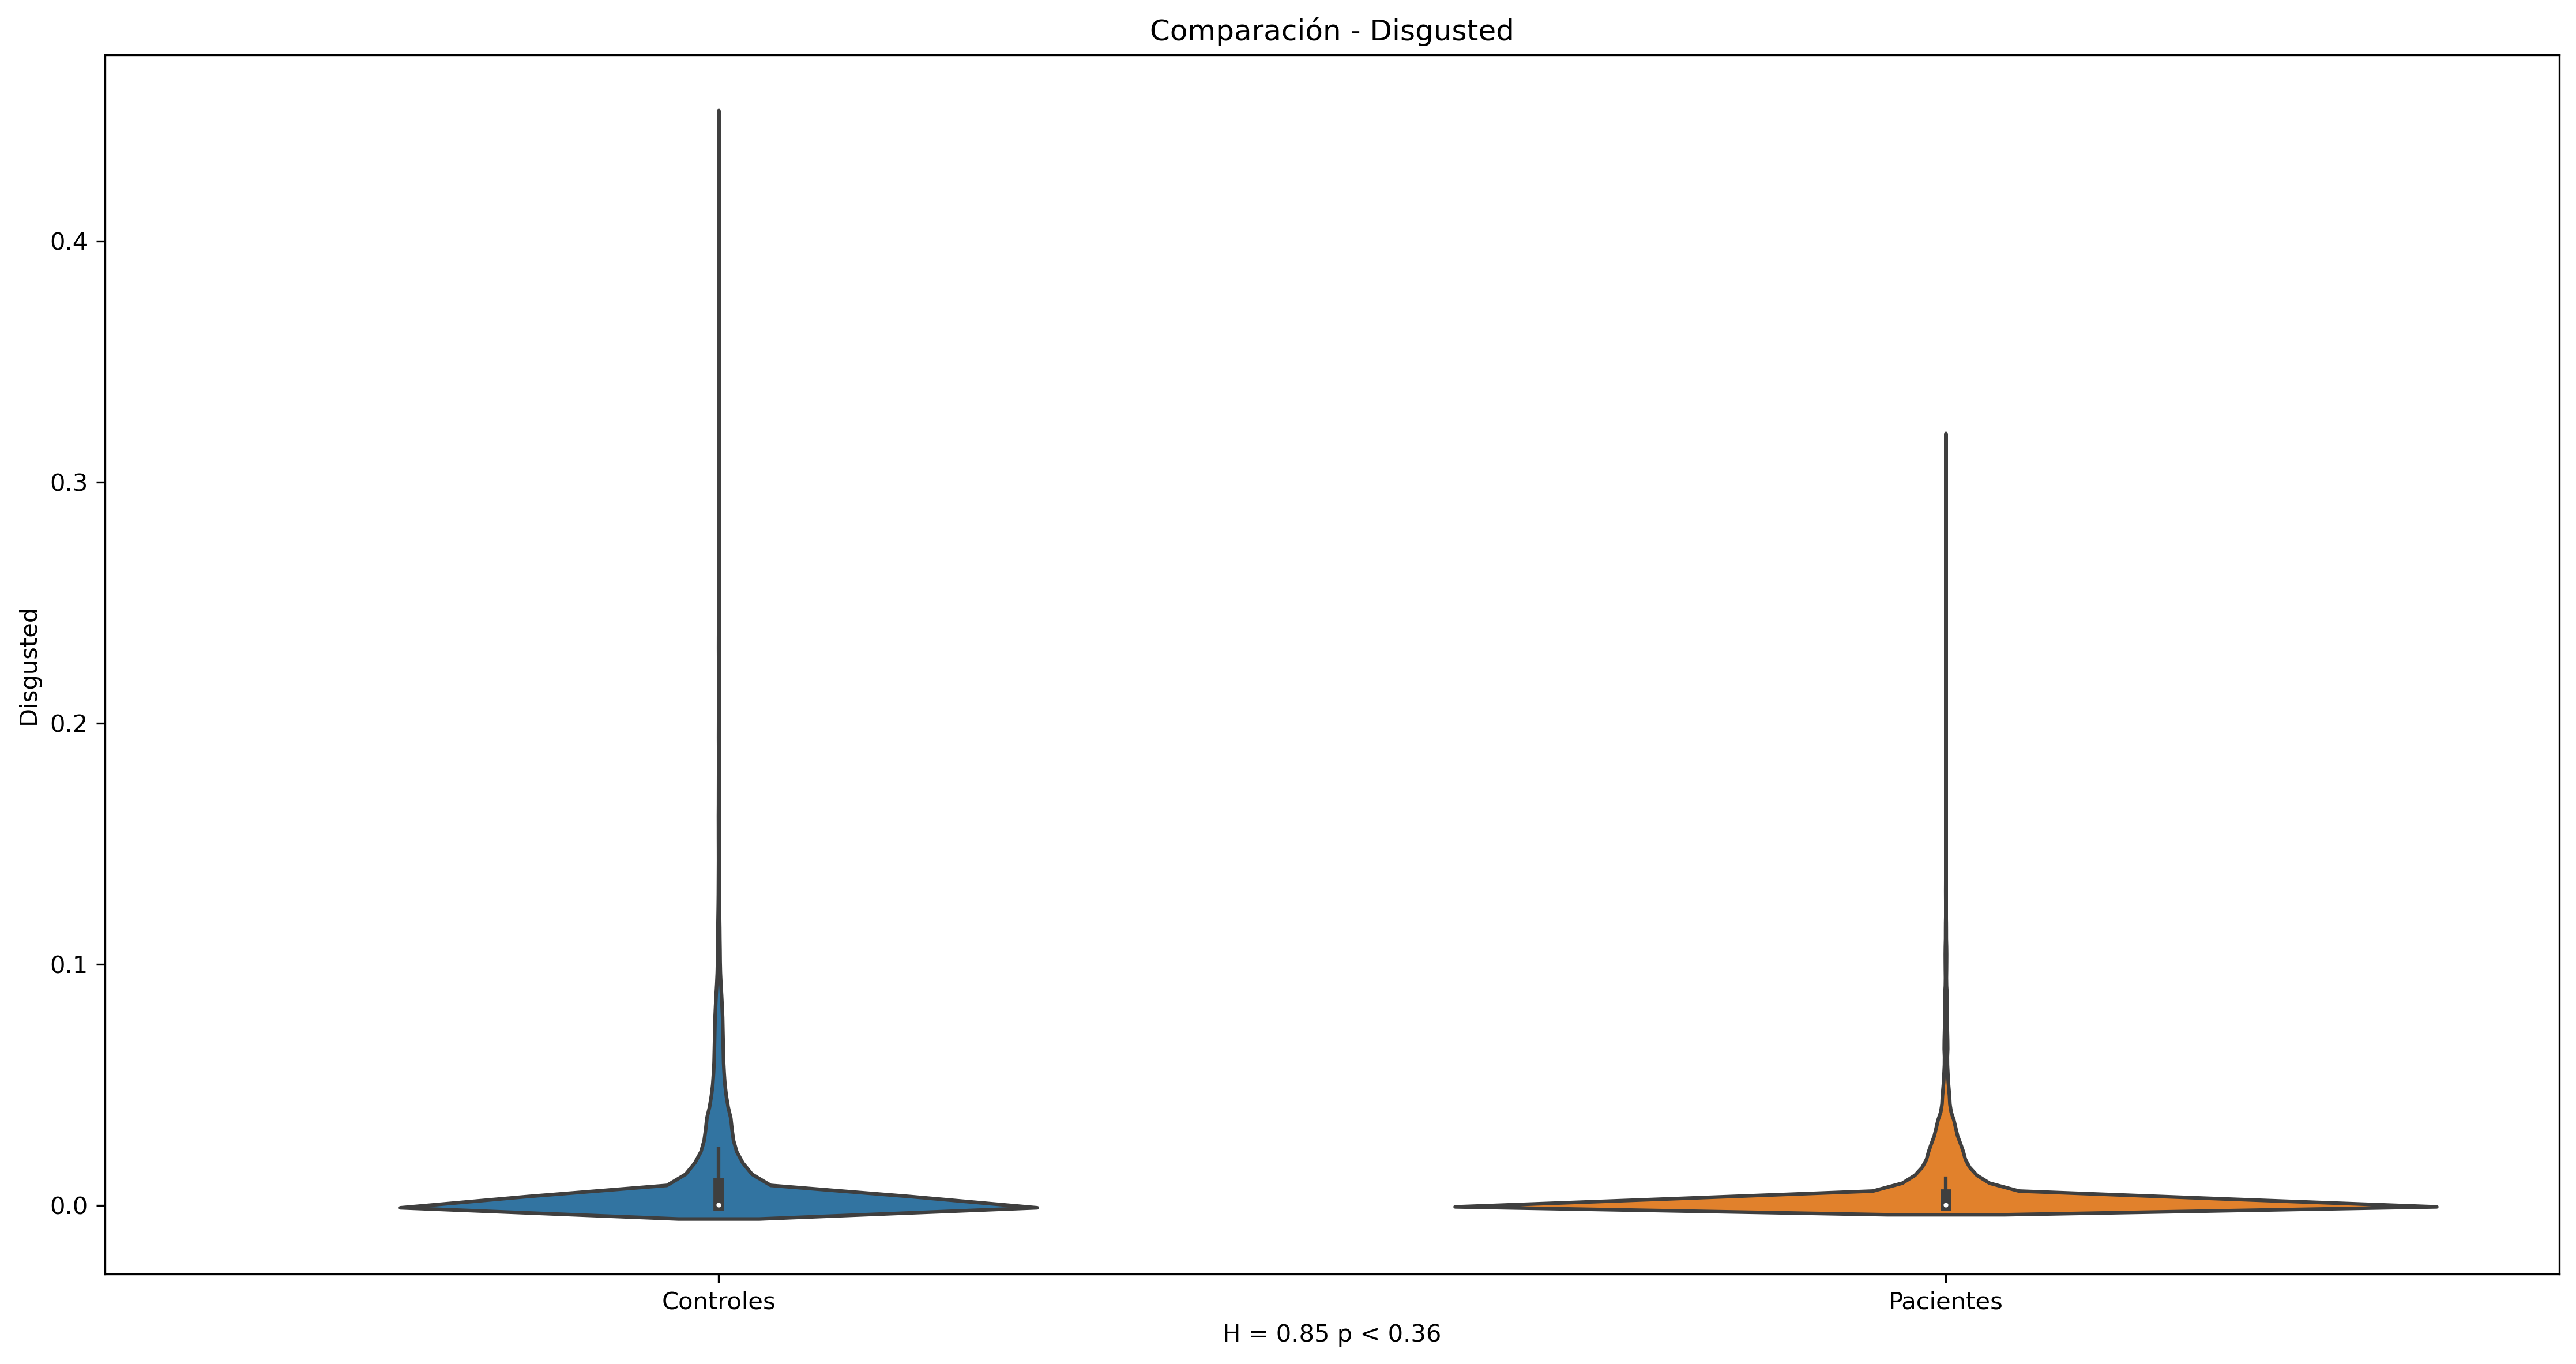 Comparación - Disgusted
Disgusted
0.4
0.3
0.2
0.1
0.0
Controles
Pacientes
H = 0.85 p < 0.36